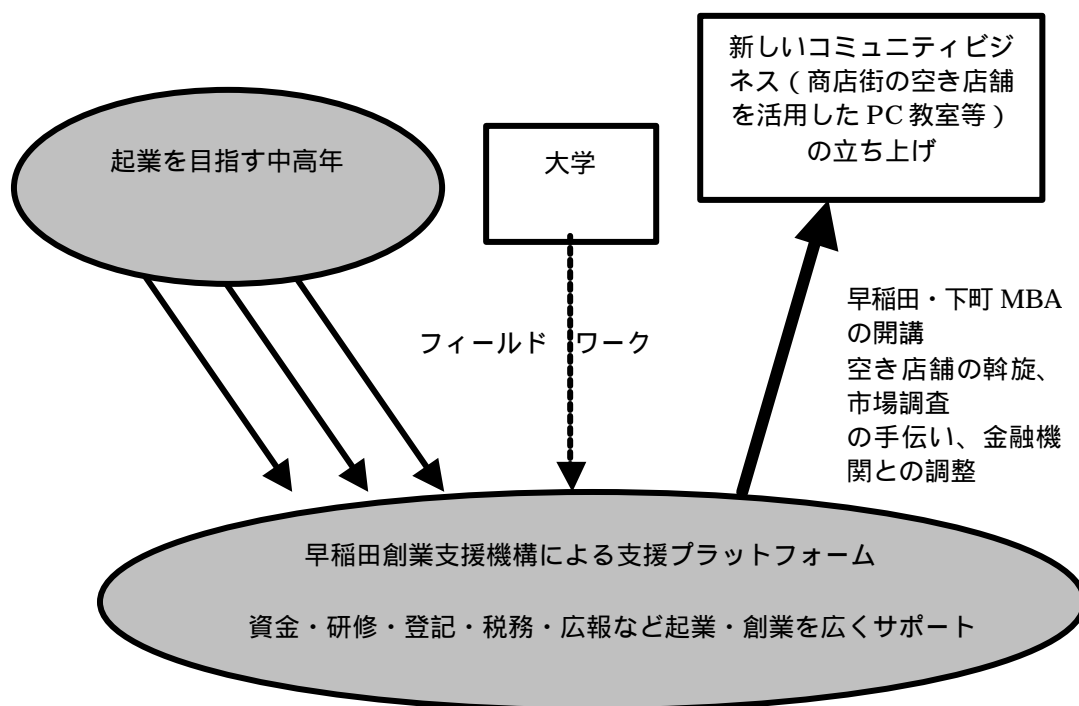 新しいコミュニティビジ
ネス(商店街の空き店舗
を活用した PC 教室等)
の立ち上げ
起業を目指す中高年
大学
フィールド ワーク
早稲田・下町 MBA
の開講
空き店舗の斡旋、
市場調査
の手伝い、金融機
関との調整
早稲田創業支援機構による支援プラットフォーム
資金・研修・登記・税務・広報など起業・創業を広くサポート